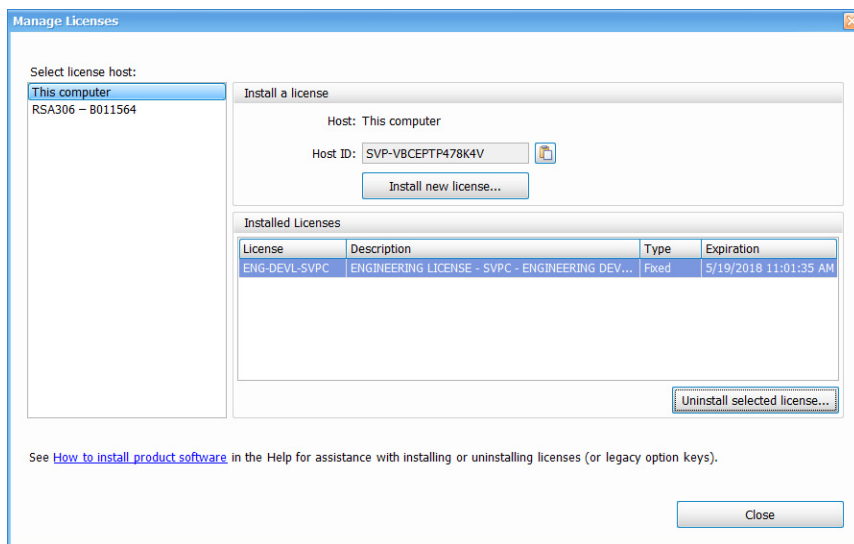 Manage Licenses
Select license host:
This computer
RSA306 – B011564
Install a license
Host: This computer
Host ID: SVP-VBCEPTP478K4V
Install new license...
Installed Licenses
License Description Type Expiration
ENG-DEVL-SVPC ENGINEERING LICENSE - SVPC - ENGINEERING DEV... Fixed 5/19/2018 11:01:35 AM
Uninstall selected license...
See How to install product software in the Help for assistance with installing or uninstalling licenses (or legacy option keys).
Close